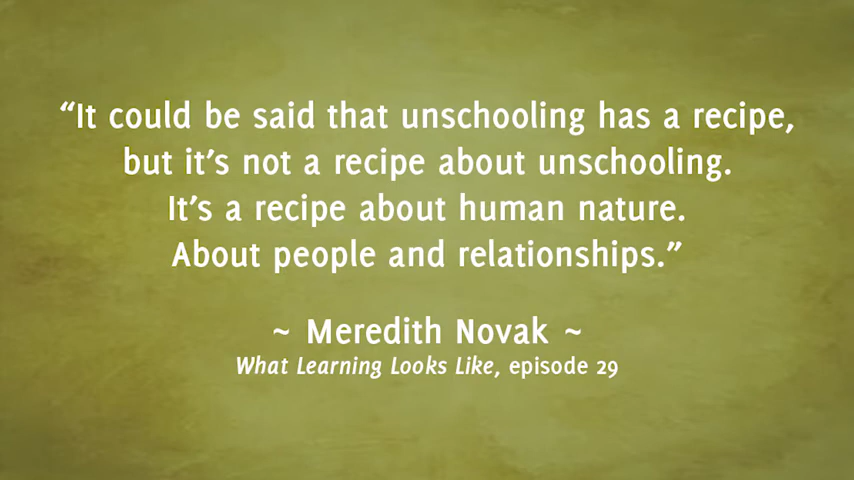 “It could be said that unschooling has a recipe,
but it’s not a recipe about unschooling.
It’s a recipe about human nature.
About people and relationships.”
~ Meredith Novak ~
What Learning Looks Like, episode 29